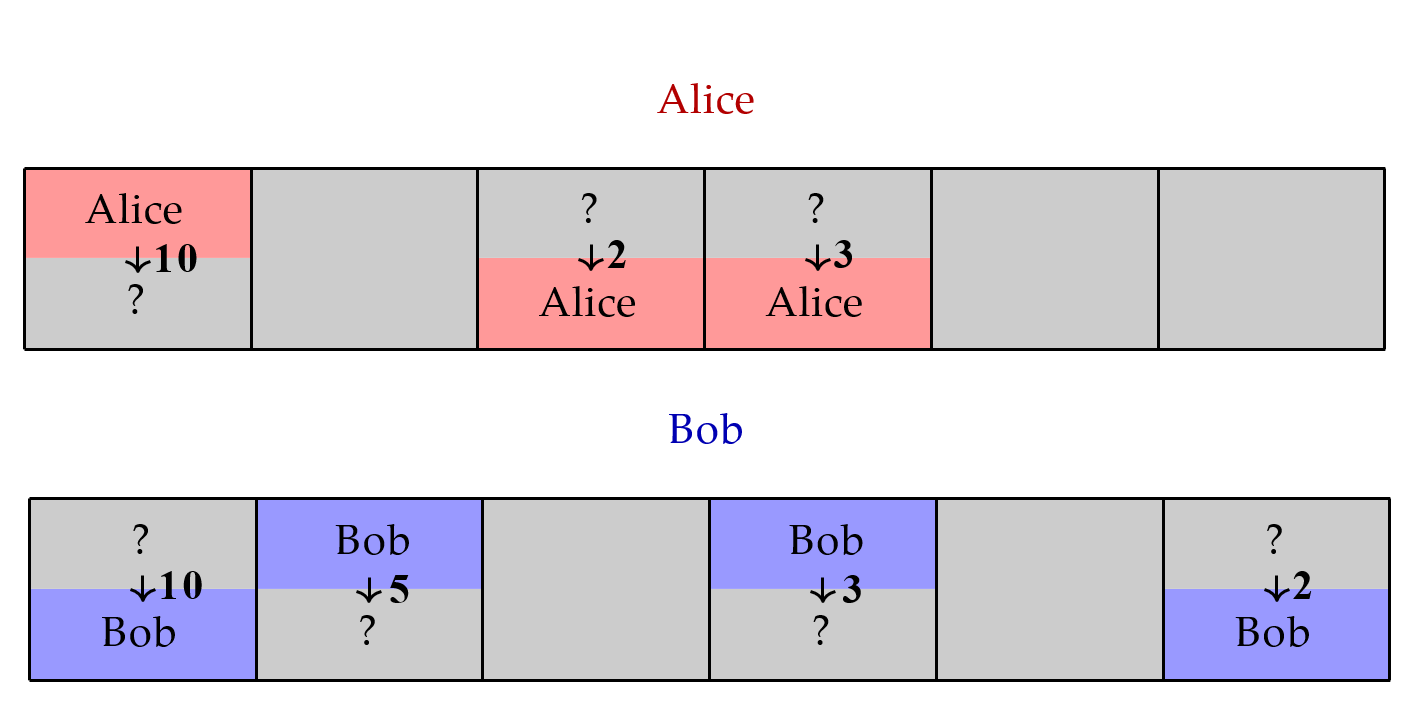 Alice
Alice ? ?
↓10 ↓2 ↓3
? Alice Alice
Bob
? Bob Bob ?
↓10 ↓5 ↓3 ↓2
Bob ? ? Bob